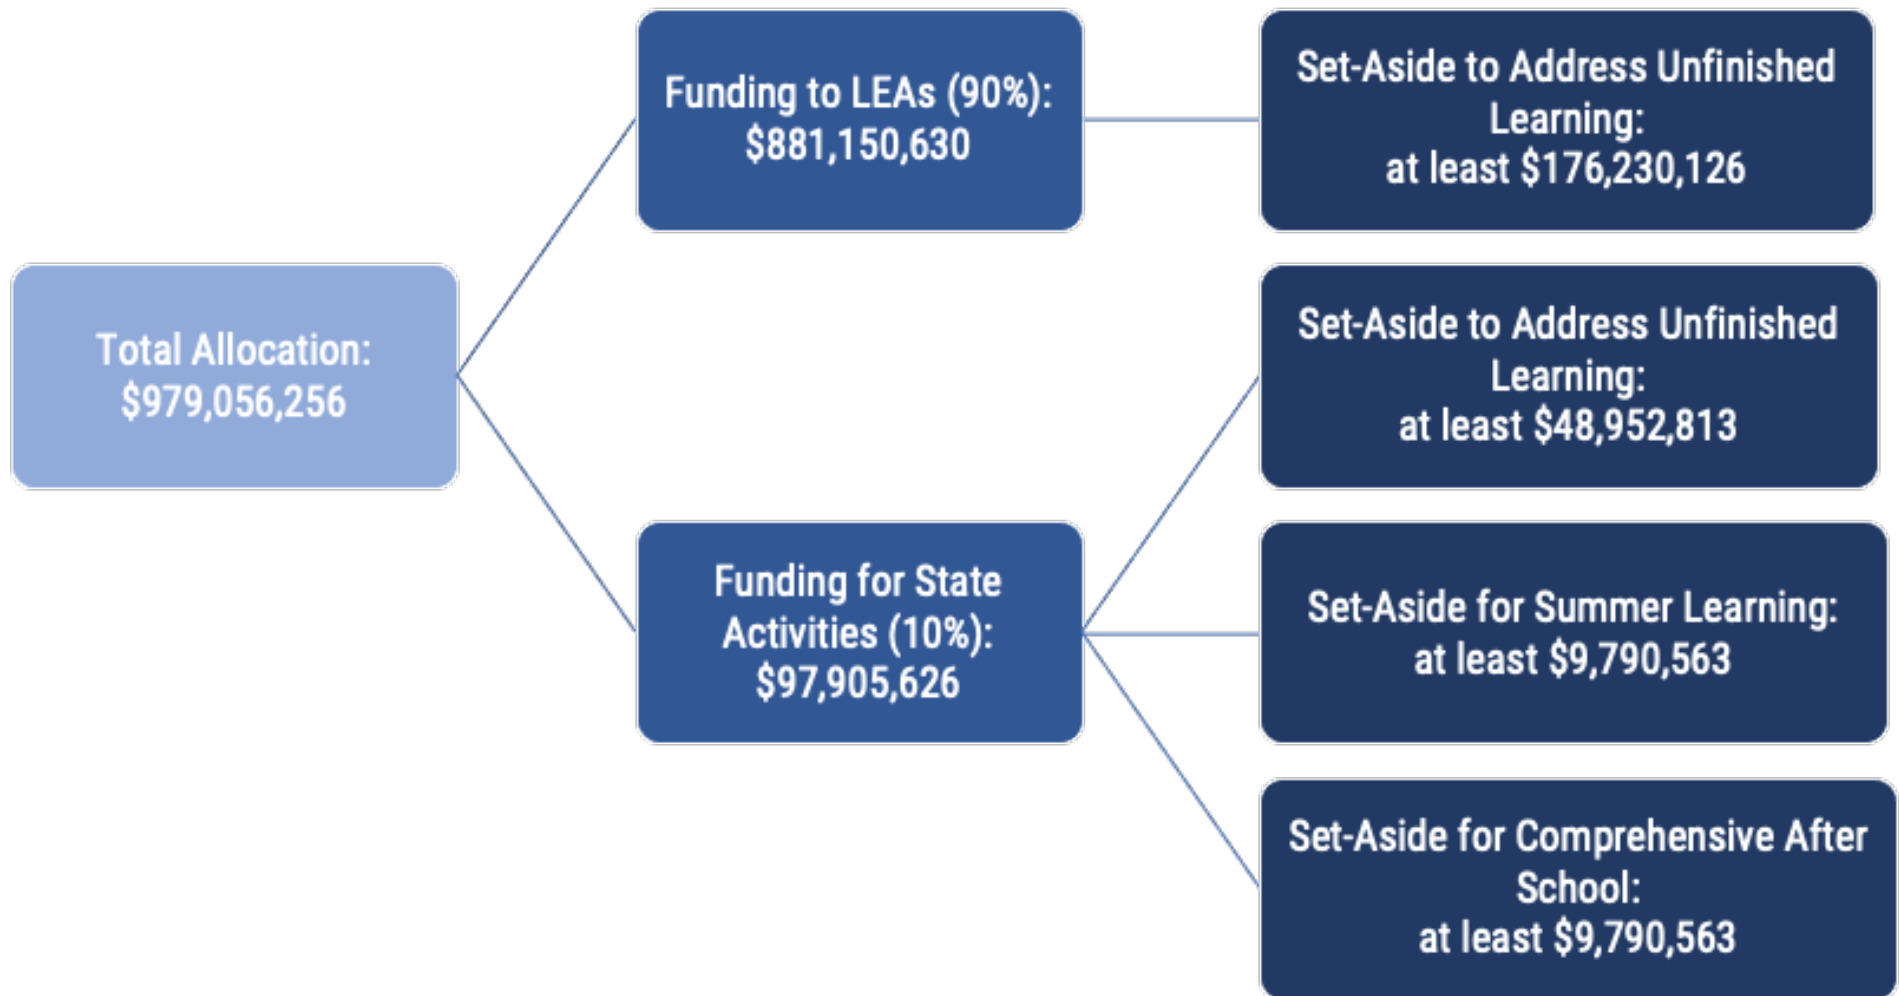 Total Allocation:
$979,056,256
Funding to LEAs (90%):
$881,150,630
Set-Aside to Address Unfinished
Learning:
at least $176,230,126
Funding for State
Activities (10%):
$97,905,626
Set-Aside to Address Unfinished
Learning:
at least $48,952,813
Set-Aside for Summer Learning:
at least $9,790,563
Set-Aside for Comprehensive After
School:
at least $9,790,563